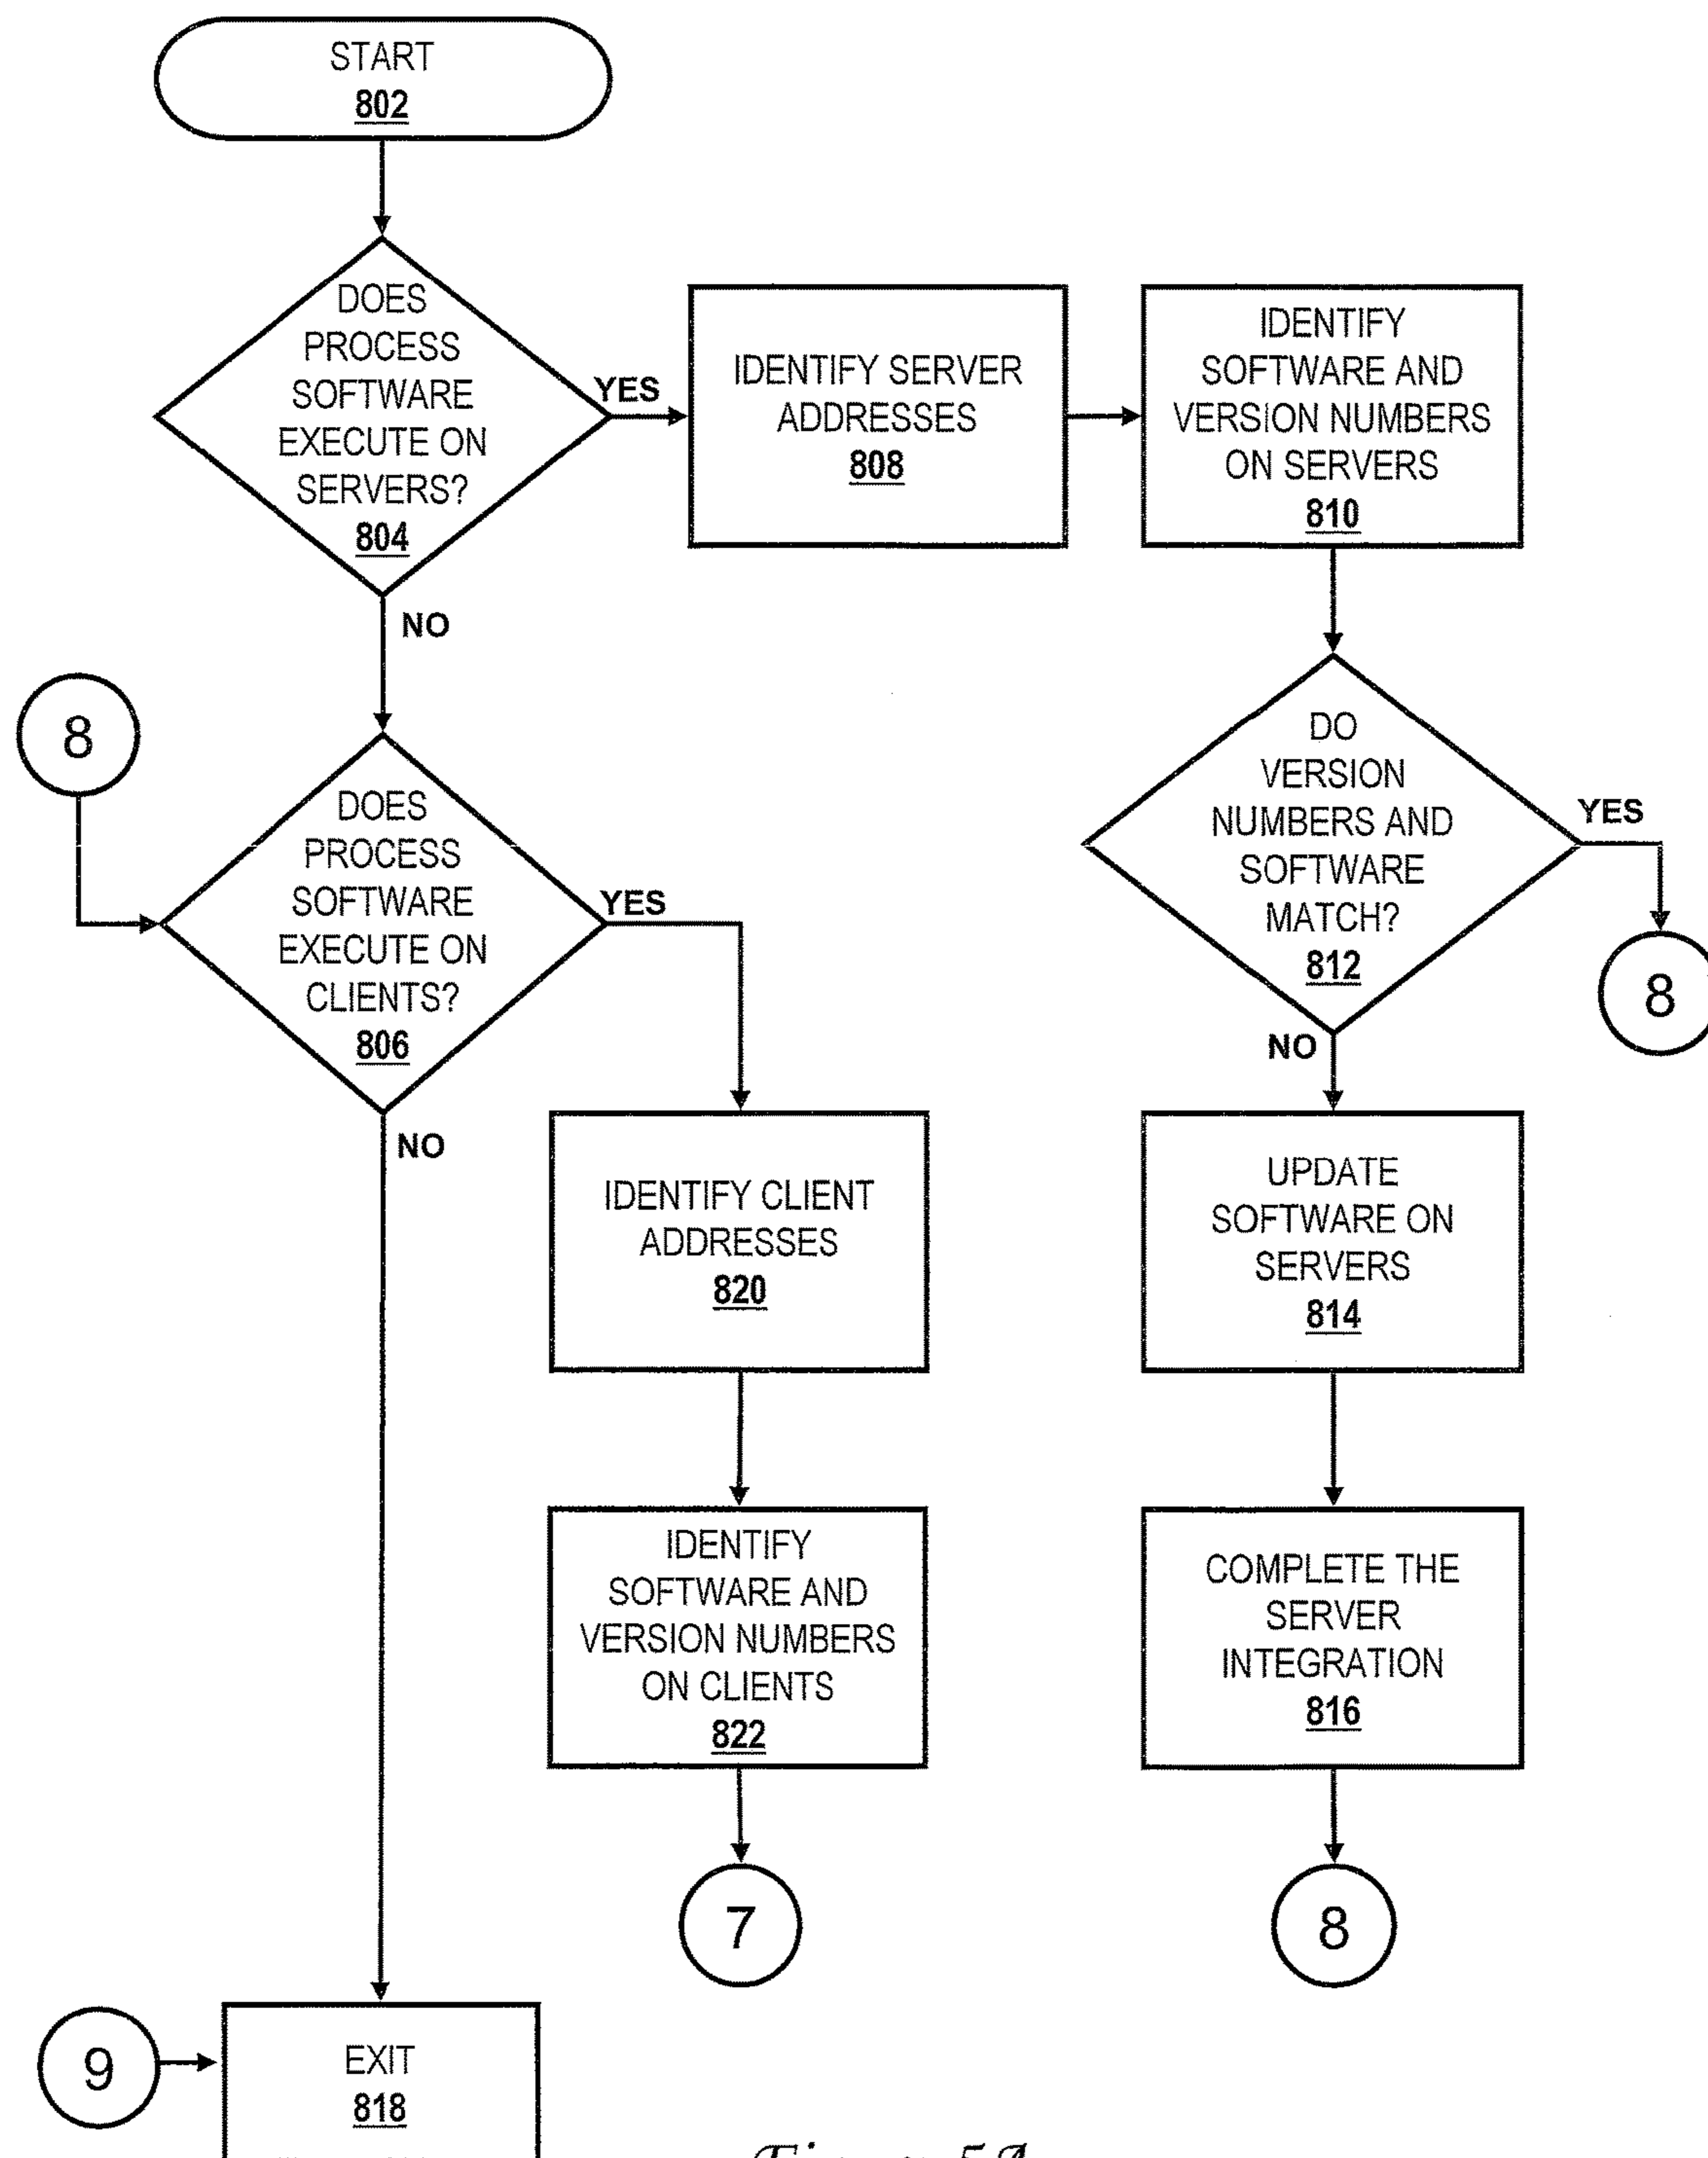 START
802
DOES
PROCESS
SOFTWARE
EXECUTE ON
SERVERS?
804
YES
NO
IDENTIFY SERVER
ADDRESSES
808
IDENTIFY
SOFTWARE AND
VERSION NUMBERS
ON SERVERS
810
8
DOES
PROCESS
SOFTWARE
EXECUTE ON
CLIENTS?
806
YES
NO
DO
VERSION
NUMBERS AND
SOFTWARE
MATCH?
812
YES
8
NO
IDENTIFY CLIENT
ADDRESSES
820
UPDATE
SOFTWARE ON
SERVERS
814
IDENTIFY
SOFTWARE AND
VERSION NUMBERS
ON CLIENTS
822
COMPLETE THE
SERVER
INTEGRATION
816
7
8
9
EXIT
818
Figure 5A